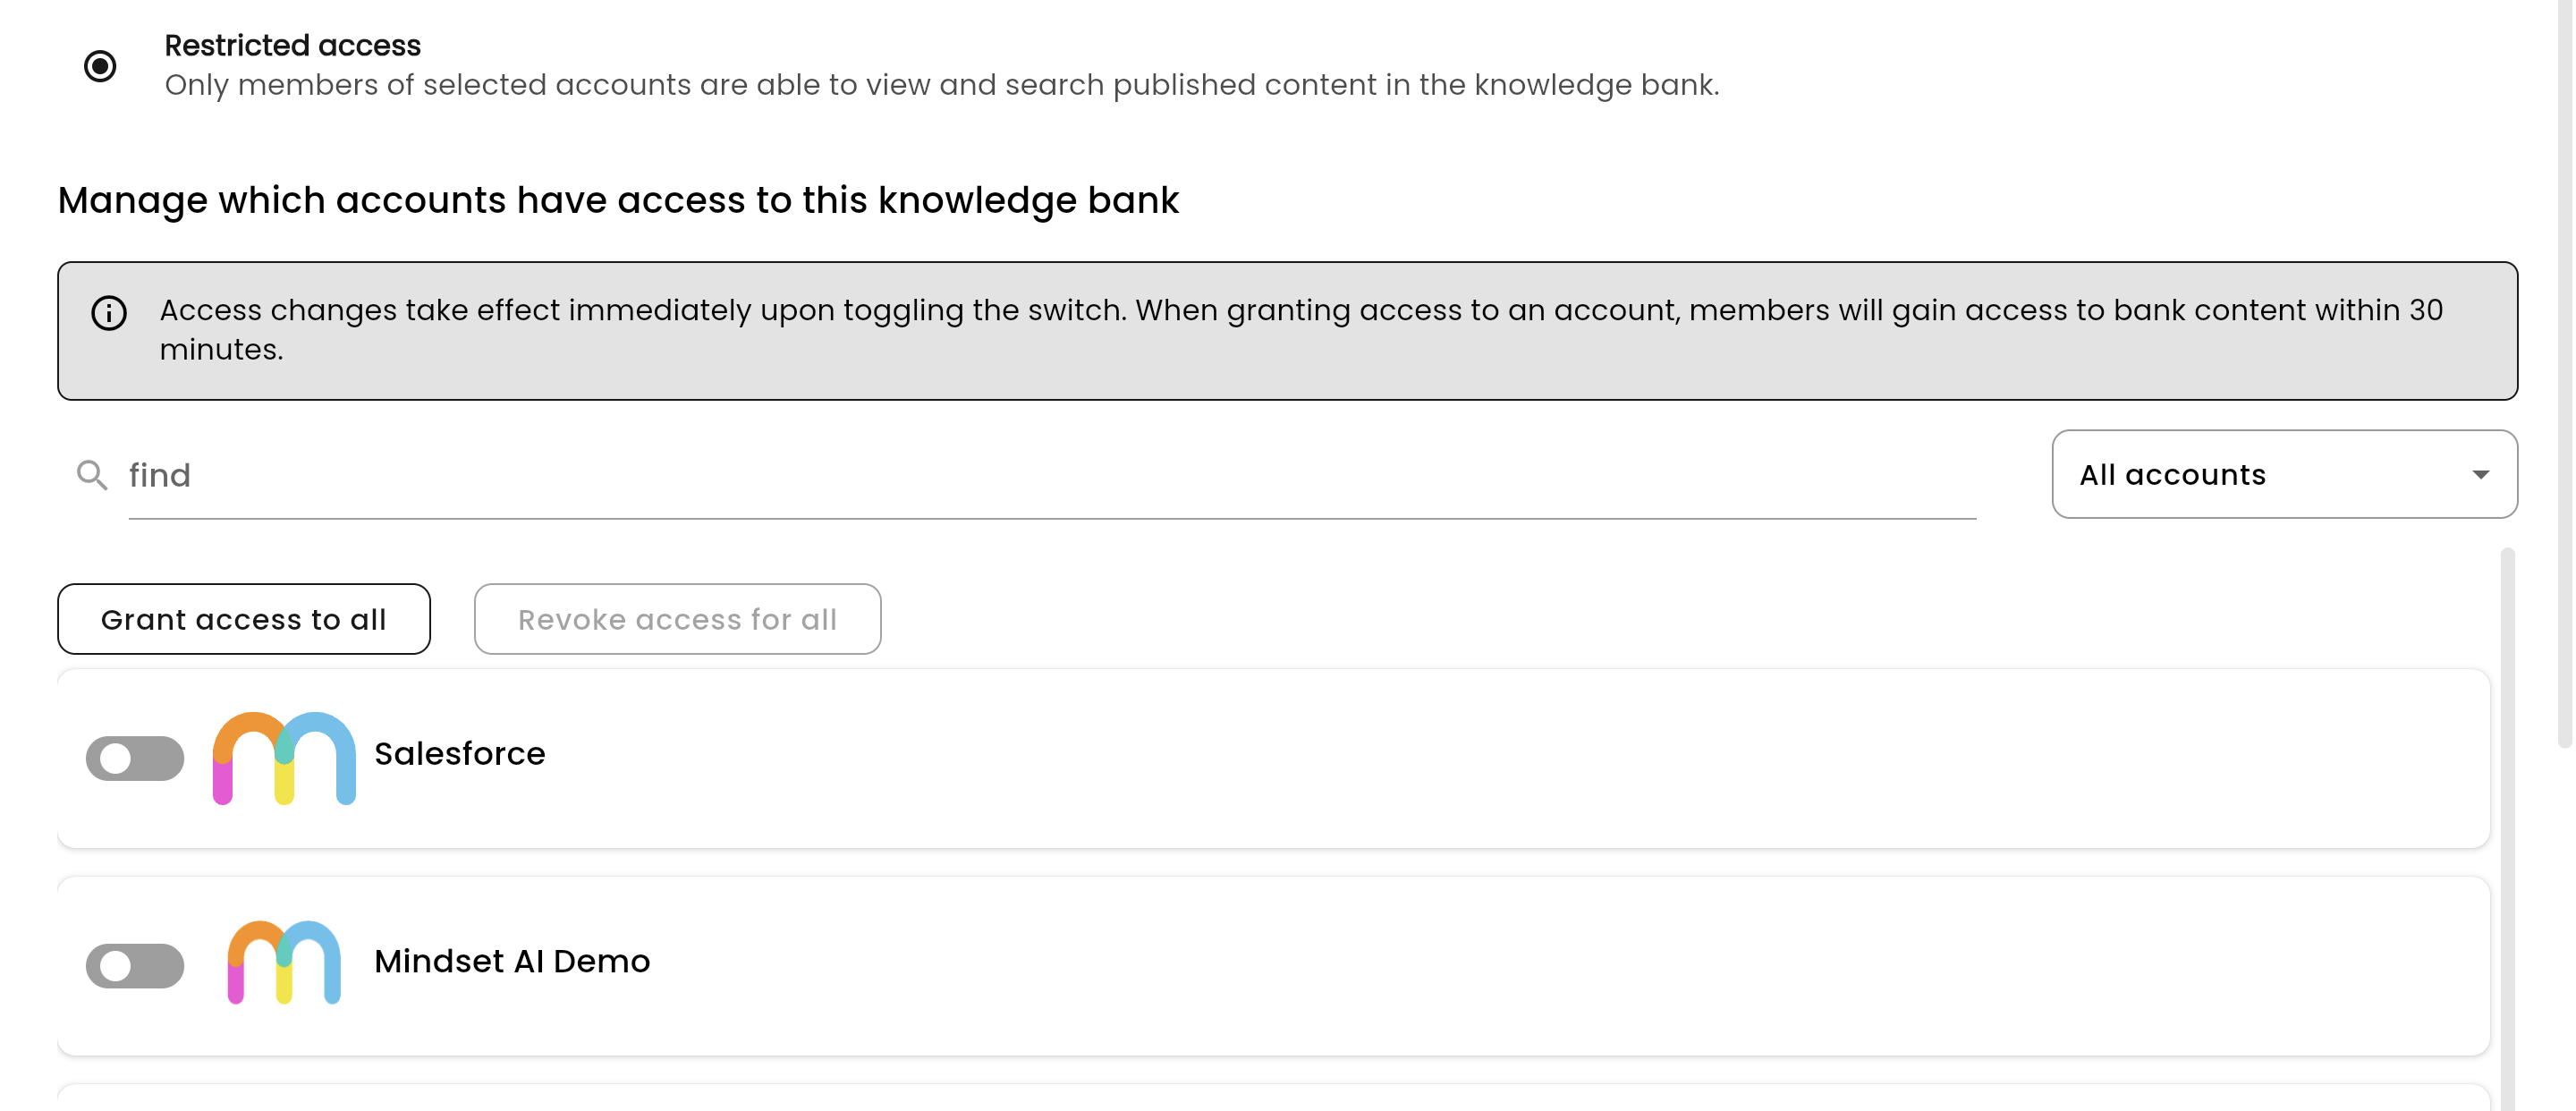 Restricted access
Only members of selected accounts are able to view and search published content in the knowledge bank.
Manage which accounts have access to this knowledge bank
Access changes take effect immediately upon toggling the switch. When granting access to an account, members will gain access to bank content within 30
minutes.
find
All accounts
Grant access to all
Revoke access for all
Salesforce
Mindset AI Demo